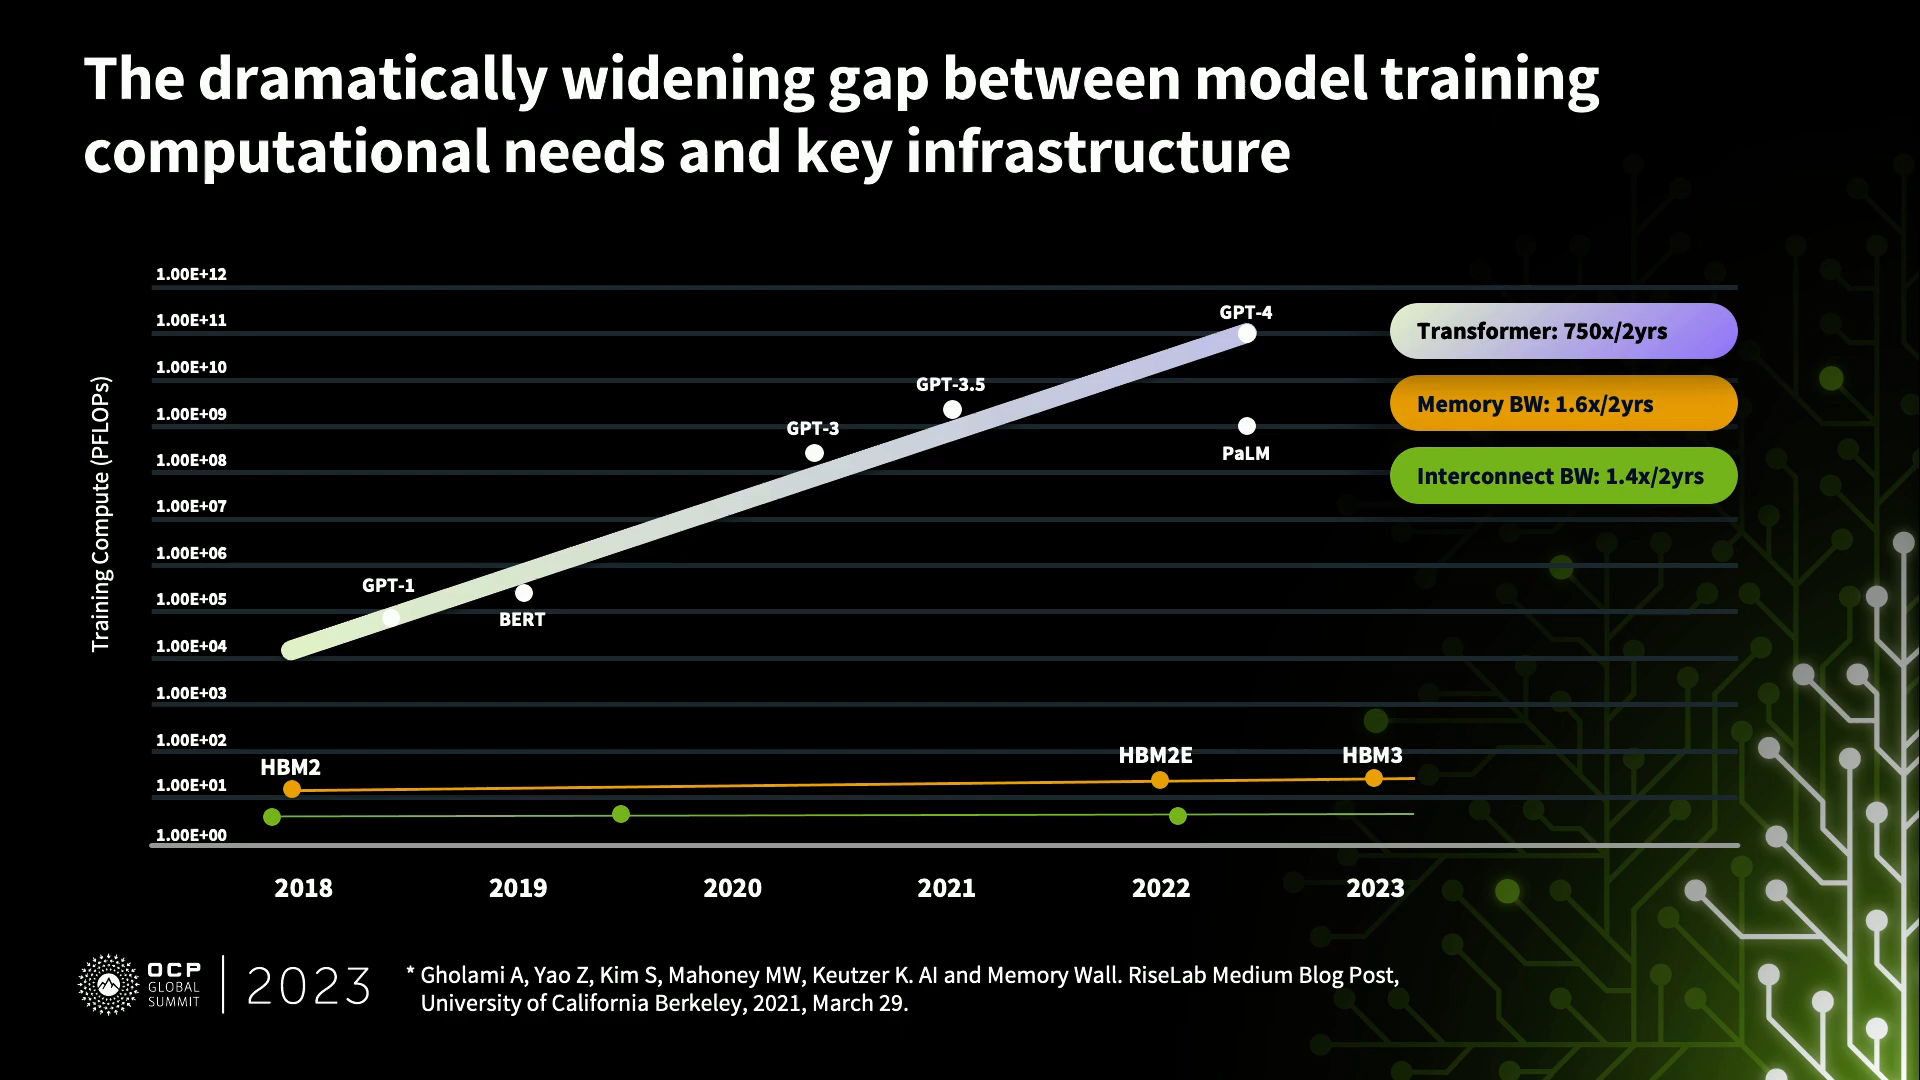 The dramatically widening gap between model training
computational needs and key infrastructure
Training Compute (PFLOPs)
1.00E+12
1.00E+11
1.00E+10
1.00E+09
1.00E+08
1.00E+07
1.00E+06
1.00E+05
1.00E+04
1.00E+03
1.00E+02
1.00E+01
1.00E+00
GPT-1
BERT
GPT-3
GPT-3.5
GPT-4
PaLM
HBM2
HBM2E
HBM3
Transformer: 750x/2yrs
Memory BW: 1.6x/2yrs
Interconnect BW: 1.4x/2yrs
2018
2019
2020
2021
2022
2023
OCP
GLOBAL
SUMMIT
2023
* Gholami A, Yao Z, Kim S, Mahoney MW, Keutzer K. AI and Memory Wall. RiseLab Medium Blog Post,
University of California Berkeley, 2021, March 29.